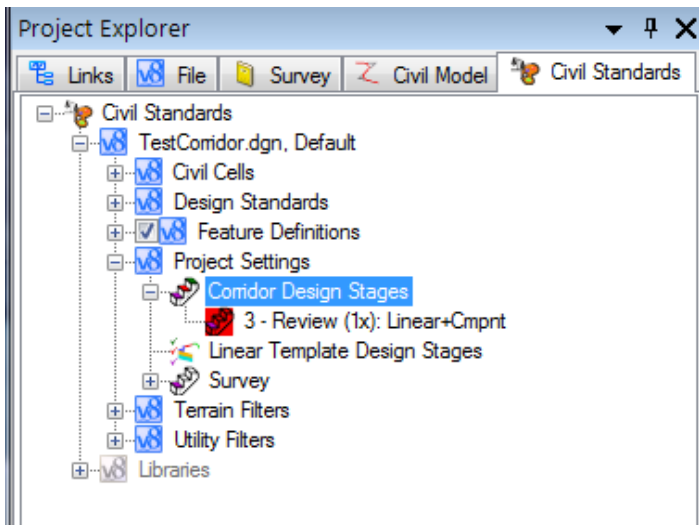 Project Explorer
Links File Survey Civil Model Civil Standards
Civil Standards
TestCorridor.dgn, Default
Civil Cells
Design Standards
Feature Definitions
Project Settings
Corridor Design Stages
3 - Review (1x): Linear+Cmpnt
Linear Template Design Stages
Survey
Terrain Filters
Utility Filters
Libraries